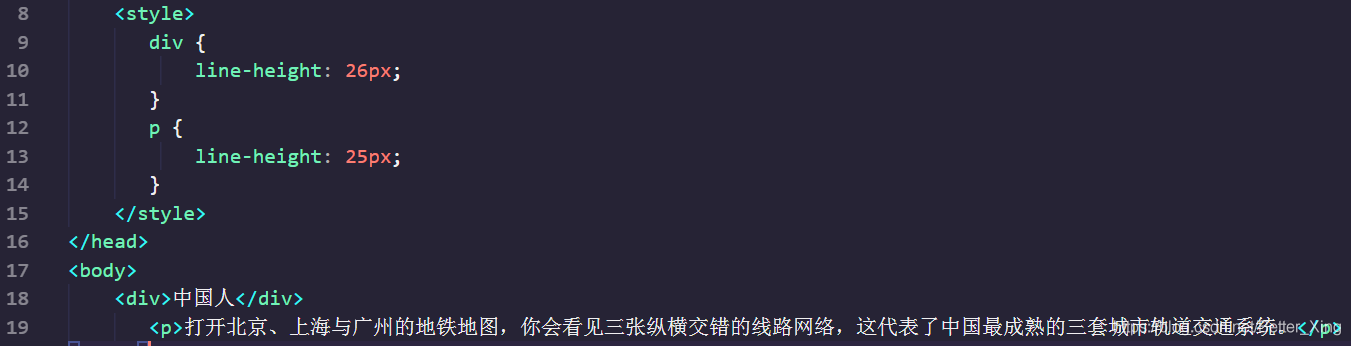 8 <style>
9 div {
10 line-height: 26px;
11 }
12 p {
13 line-height: 25px;
14 }
15 </style>
16 </head>
17 <body>
18 <div>中国人</div>
19 <p>打开北京、上海与广州的地铁地图，你会看见三张纵横交错的线路网络，这代表了中国最成熟的三套城市轨道交通系统。</p>